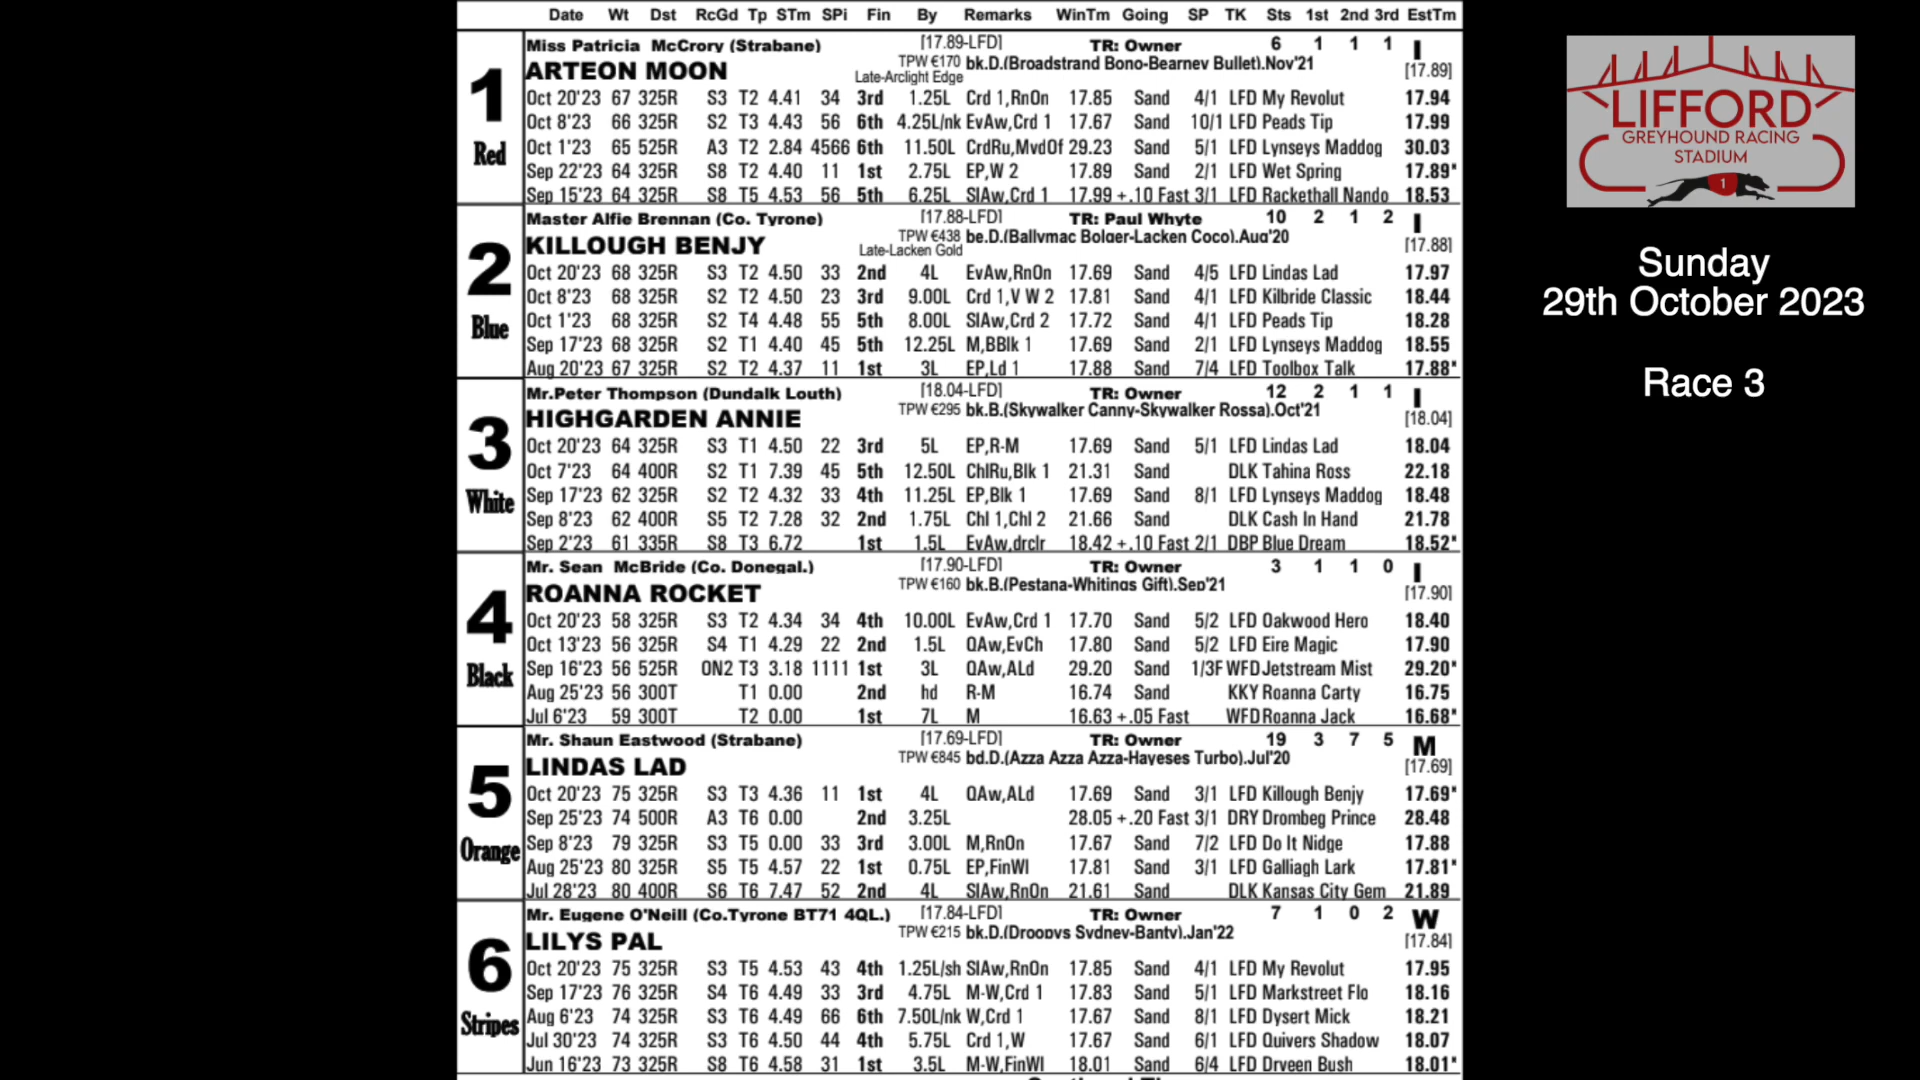 Date Wt Dst RcGd Tp STm SPi Fin By Remarks WinTm Going SP TK Sts 1st 2nd 3rd EstTm
1
Red
Miss Patricia McCrory (Strabane) [17.89-LFD] TR: Owner 6 1 1 1 I
ARTEON MOON TPW €170 bk.D.(Broadstrand Bono-Bearney Bullet).Nov'21 [17.89]
Late-Arclight Edge
Oct 20'23 67 325R S3 T2 4.41 34 3rd 1.25L Crd 1,RnOn 17.85 Sand 4/1 LFD My Revolut 17.94
Oct 8'23 66 325R S2 T3 4.43 56 6th 4.25L/nk EvAw,Crd 1 17.67 Sand 10/1 LFD Peads Tip 17.99
Oct 1'23 65 525R A3 T2 2.84 4566 6th 11.50L CrdRu,MvdOf 29.23 Sand 5/1 LFD Lynseys Maddog 30.03
Sep 22'23 64 325R S8 T2 4.40 11 1st 2.75L EP,W 2 17.89 Sand 2/1 LFD Wet Spring 17.89*
Sep 15'23 64 325R S8 T5 4.53 56 5th 6.25L SlAw,Crd 1 17.99 +.10 Fast 3/1 LFD Rackethall Nando 18.53
2
Blue
Master Alfie Brennan (Co. Tyrone) [17.88-LFD] TR: Paul Whyte 10 2 1 2 I
KILLOUGH BENJY TPW €438 be.D.(Ballymac Bolger-Lacken Coco).Aug'20 [17.88]
Late-Lacken Gold
Oct 20'23 68 325R S3 T2 4.50 33 2nd 4L EvAw,RnOn 17.69 Sand 4/5 LFD Lindas Lad 17.97
Oct 8'23 68 325R S2 T2 4.50 23 3rd 9.00L Crd 1,V W 2 17.81 Sand 4/1 LFD Kilbride Classic 18.44
Oct 1'23 68 325R S2 T4 4.48 55 5th 8.00L SlAw,Crd 2 17.72 Sand 4/1 LFD Peads Tip 18.28
Sep 17'23 68 325R S2 T1 4.40 45 5th 12.25L M,BBlk 1 17.69 Sand 2/1 LFD Lynseys Maddog 18.55
Aug 20'23 67 325R S2 T2 4.37 11 1st 3L EP,Ld 1 17.88 Sand 7/4 LFD Toolbox Talk 17.88*
3
White
Mr.Peter Thompson (Dundalk Louth) [18.04-LFD] TR: Owner 12 2 1 1 I
HIGHGARDEN ANNIE TPW €295 bk.B.(Skywalker Canny-Skywalker Rossa).Oct'21 [18.04]
Oct 20'23 64 325R S3 T1 4.50 22 3rd 5L EP,R-M 17.69 Sand 5/1 LFD Lindas Lad 18.04
Oct 7'23 64 400R S2 T1 7.39 45 5th 12.50L ChlRu,Blk 1 21.31 Sand DLK Tahina Ross 22.18
Sep 17'23 62 325R S2 T2 4.32 33 4th 11.25L EP,Blk 1 17.69 Sand 8/1 LFD Lynseys Maddog 18.48
Sep 8'23 62 400R S5 T2 7.28 32 2nd 1.75L Chl 1,Chl 2 21.66 Sand DLK Cash In Hand 21.78
Sep 2'23 61 335R S8 T3 6.72 1st 1.5L EvAw,drclr 18.42 +.10 Fast 2/1 DBP Blue Dream 18.52*
4
Black
Mr. Sean McBride (Co. Donegal.) [17.90-LFD] TR: Owner 3 1 1 0 I
ROANNA ROCKET TPW €160 bk.B.(Pestana-Whitings Gift).Sep'21 [17.90]
Oct 20'23 58 325R S3 T2 4.34 34 4th 10.00L EvAw,Crd 1 17.70 Sand 5/2 LFD Oakwood Hero 18.40
Oct 13'23 56 325R S4 T1 4.29 22 2nd 1.5L QAw,EvCh 17.80 Sand 5/2 LFD Eire Magic 17.90
Sep 16'23 56 525R ON2 T3 3.18 1111 1st 3L QAw,ALd 29.20 Sand 1/3F WFD Jetstream Mist 29.20*
Aug 25'23 56 300T T1 0.00 2nd hd R-M 16.74 Sand KKY Roanna Carty 16.75
Jul 6'23 59 300T T2 0.00 1st 7L M 16.63 +.05 Fast WFD Roanna Jack 16.68*
5
Orange
Mr. Shaun Eastwood (Strabane) [17.69-LFD] TR: Owner 19 3 7 5 M
LINDAS LAD TPW €845 bd.D.(Azza Azza Azza-Hayeses Turbo).Jul'20 [17.69]
Oct 20'23 75 325R S3 T3 4.36 11 1st 4L QAw,ALd 17.69 Sand 3/1 LFD Killough Benjy 17.69*
Sep 25'23 74 500R A3 T6 0.00 2nd 3.25L 28.05 +.20 Fast 3/1 DRY Drombeg Prince 28.48
Sep 8'23 79 325R S3 T5 0.00 33 3rd 3.00L M,RnOn 17.67 Sand 7/2 LFD Do It Nidge 17.88
Aug 25'23 80 325R S5 T5 4.57 22 1st 0.75L EP,FinWl 17.81 Sand 3/1 LFD Galliagh Lark 17.81*
Jul 28'23 80 400R S6 T6 7.47 52 2nd 4L SlAw,RnOn 21.61 Sand DLK Kansas City Gem 21.89
6
Stripes
Mr. Eugene O'Neill (Co.Tyrone BT71 4QL.) [17.84-LFD] TR: Owner 7 1 0 2 W
LILYS PAL TPW €215 bk.D.(Droopys Sydney-Banty).Jan'22 [17.84]
Oct 20'23 75 325R S3 T5 4.53 43 4th 1.25L/sh SlAw,RnOn 17.85 Sand 4/1 LFD My Revolut 17.95
Sep 17'23 76 325R S4 T6 4.49 33 3rd 4.75L M-W,Crd 1 17.83 Sand 5/1 LFD Markstreet Flo 18.16
Aug 6'23 74 325R S3 T6 4.49 66 6th 7.50L/nk W,Crd 1 17.67 Sand 8/1 LFD Dysert Mick 18.21
Jul 30'23 74 325R S3 T6 4.50 44 4th 5.75L Crd 1,W 17.67 Sand 6/1 LFD Quivers Shadow 18.07
Jun 16'23 73 325R S8 T6 4.58 31 1st 3.5L M-W,FinWl 18.01 Sand 6/4 LFD Drveen Bush 18.01*
LIFFORD
GREYHOUND RACING
STADIUM
1
Sunday
29th October 2023
Race 3